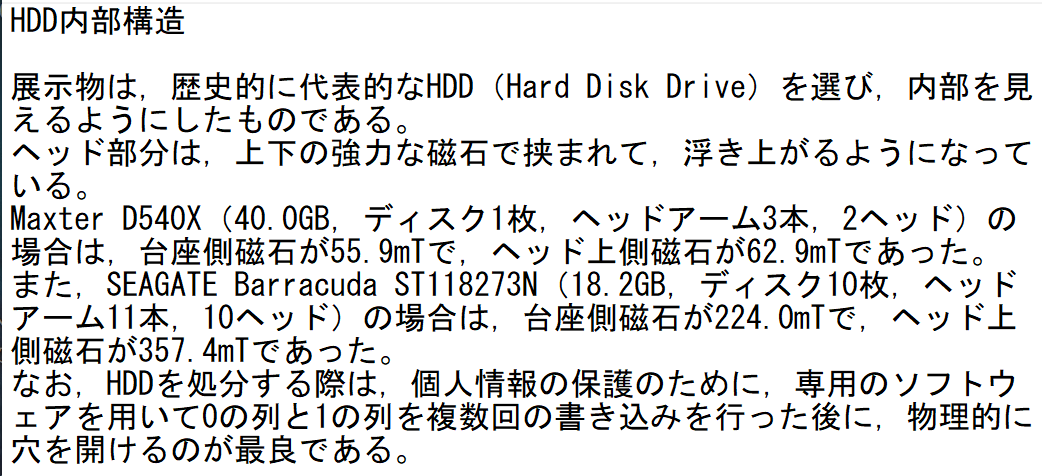 HDD内部構造
展示物は，歴史的に代表的なHDD（Hard Disk Drive）を選び，内部を見
えるようにしたものである。
ヘッド部分は，上下の強力な磁石で挟まれて，浮き上がるようになって
いる。
Maxter D540X（40.0GB，ディスク1枚，ヘッドアーム3本，2ヘッド）の
場合は，台座側磁石が55.9mTで，ヘッド上側磁石が62.9mTであった。
また，SEAGATE Barracuda ST118273N（18.2GB，ディスク10枚，ヘッド
アーム11本，10ヘッド）の場合は，台座側磁石が224.0mTで，ヘッド上
側磁石が357.4mTであった。
なお，HDDを処分する際は，個人情報の保護のために，専用のソフトウ
ェアを用いて0の列と1の列を複数回の書き込みを行った後に，物理的に
穴を開けるのが最良である。